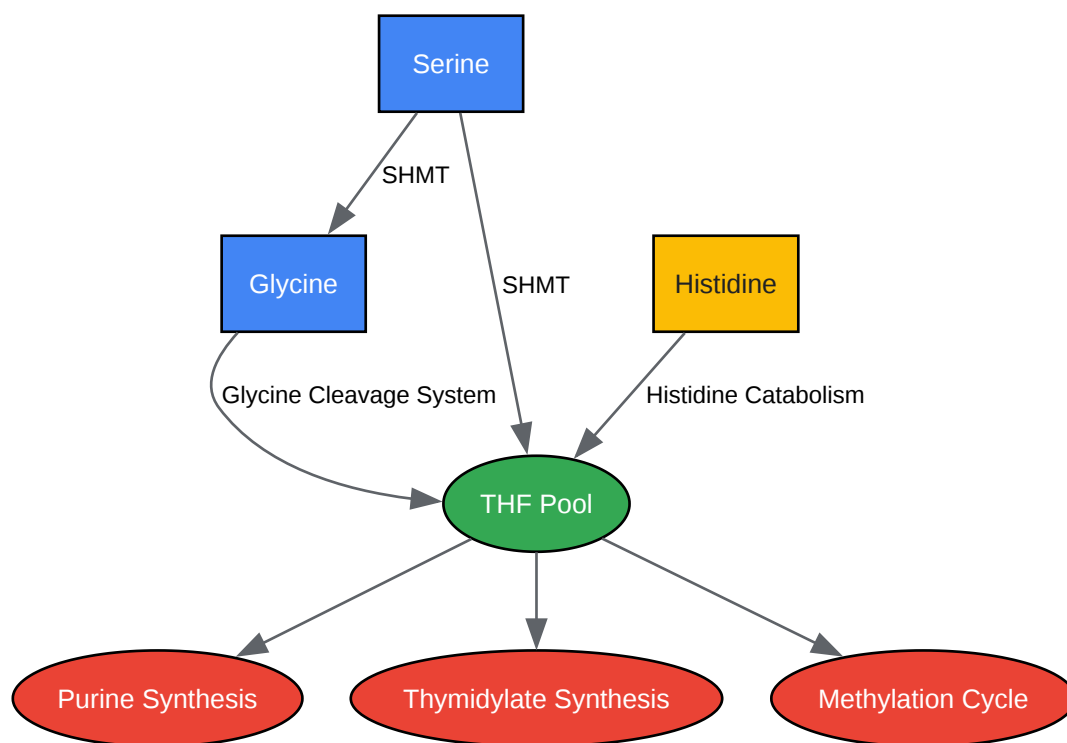 Serine
SHMT
Glycine
SHMT
Histidine
Glycine Cleavage System
Histidine Catabolism
THF Pool
Purine Synthesis
Thymidylate Synthesis
Methylation Cycle